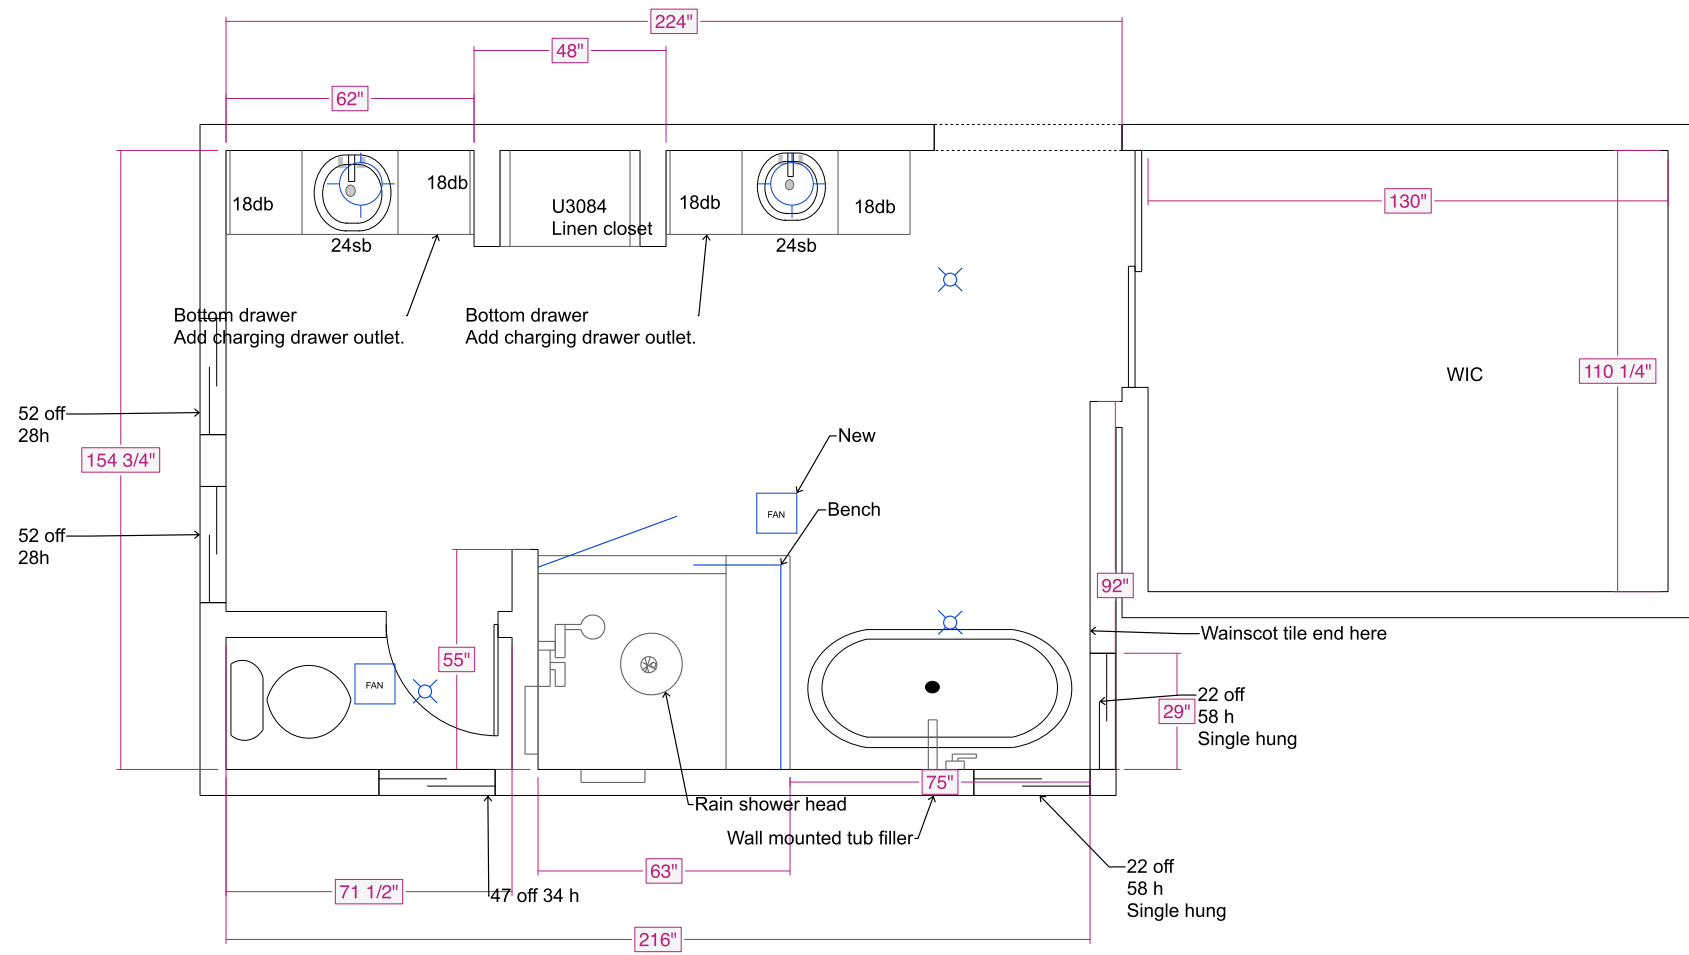 224"
48"
62"
18db
18db
24sb
U3084
Linen closet
18db
18db
24sb
130"
Bottom drawer
Add charging drawer outlet.
Bottom drawer
Add charging drawer outlet.
WIC
110 1/4"
52 off
28h
154 3/4"
New
FAN
Bench
52 off
28h
92"
Wainscot tile end here
55"
FAN
22 off
58 h
Single hung
29"
75"
Rain shower head
Wall mounted tub filler
63"
71 1/2"
47 off 34 h
22 off
58 h
Single hung
216"